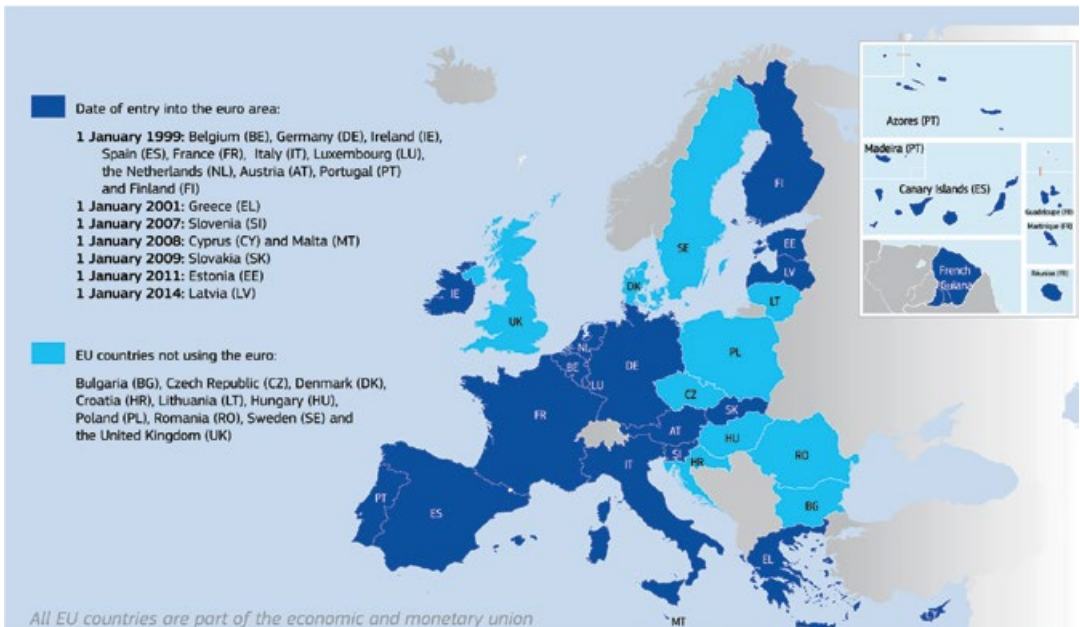 Date of entry into the euro area:
1 January 1999: Belgium (BE), Germany (DE), Ireland (IE),
Spain (ES), France (FR), Italy (IT), Luxembourg (LU),
the Netherlands (NL), Austria (AT), Portugal (PT)
and Finland (FI)
1 January 2001: Greece (EL)
1 January 2007: Slovenia (SI)
1 January 2008: Cyprus (CY) and Malta (MT)
1 January 2009: Slovakia (SK)
1 January 2011: Estonia (EE)
1 January 2014: Latvia (LV)
EU countries not using the euro:
Bulgaria (BG), Czech Republic (CZ), Denmark (DK),
Croatia (HR), Lithuania (LT), Hungary (HU),
Poland (PL), Romania (RO), Sweden (SE) and
the United Kingdom (UK)
All EU countries are part of the economic and monetary union
FI
SE
EE
LV
LT
DK
IE
UK
NL
BE
LU
DE
PL
CZ
SK
FR
AT
HU
SI
HR
RO
IT
BG
PT
ES
EL
MT
CY
Azores (PT)
Madeira (PT)
Canary Islands (ES)
Guadeloupe (FR)
Martinique (FR)
French
Guiana
Réunion (FR)